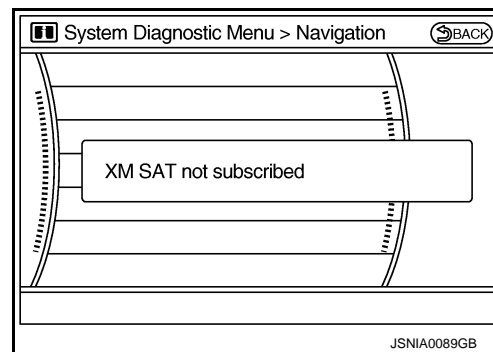 System Diagnostic Menu > Navigation
BACK
XM SAT not subscribed
JSNIA0089GB